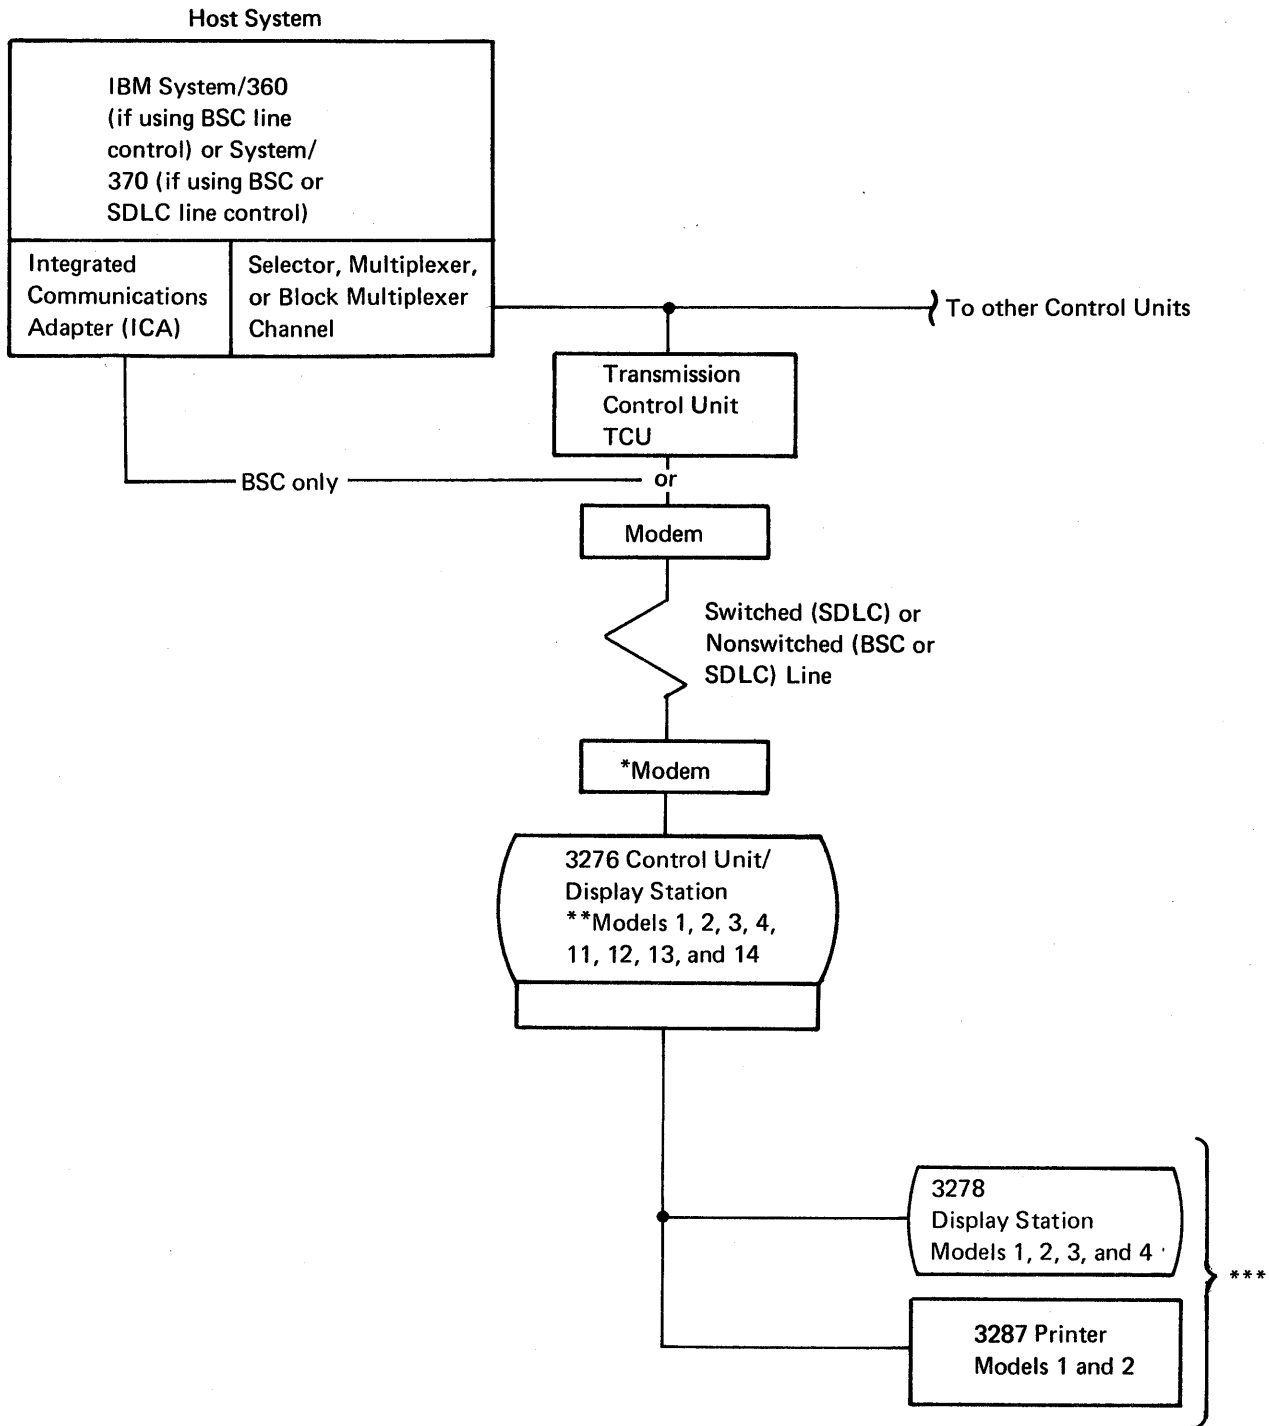 Host System
IBM System/360
(if using BSC line
control) or System/
370 (if using BSC or
SDLC line control)
Integrated
Communications
Adapter (ICA)
Selector, Multiplexer,
or Block Multiplexer
Channel
To other Control Units
Transmission
Control Unit
TCU
BSC only
or
Modem
Switched (SDLC) or
Nonswitched (BSC or
SDLC) Line
*Modem
3276 Control Unit/
Display Station
**Models 1, 2, 3, 4,
11, 12, 13, and 14
3278
Display Station
Models 1, 2, 3, and 4
***
3287 Printer
Models 1 and 2